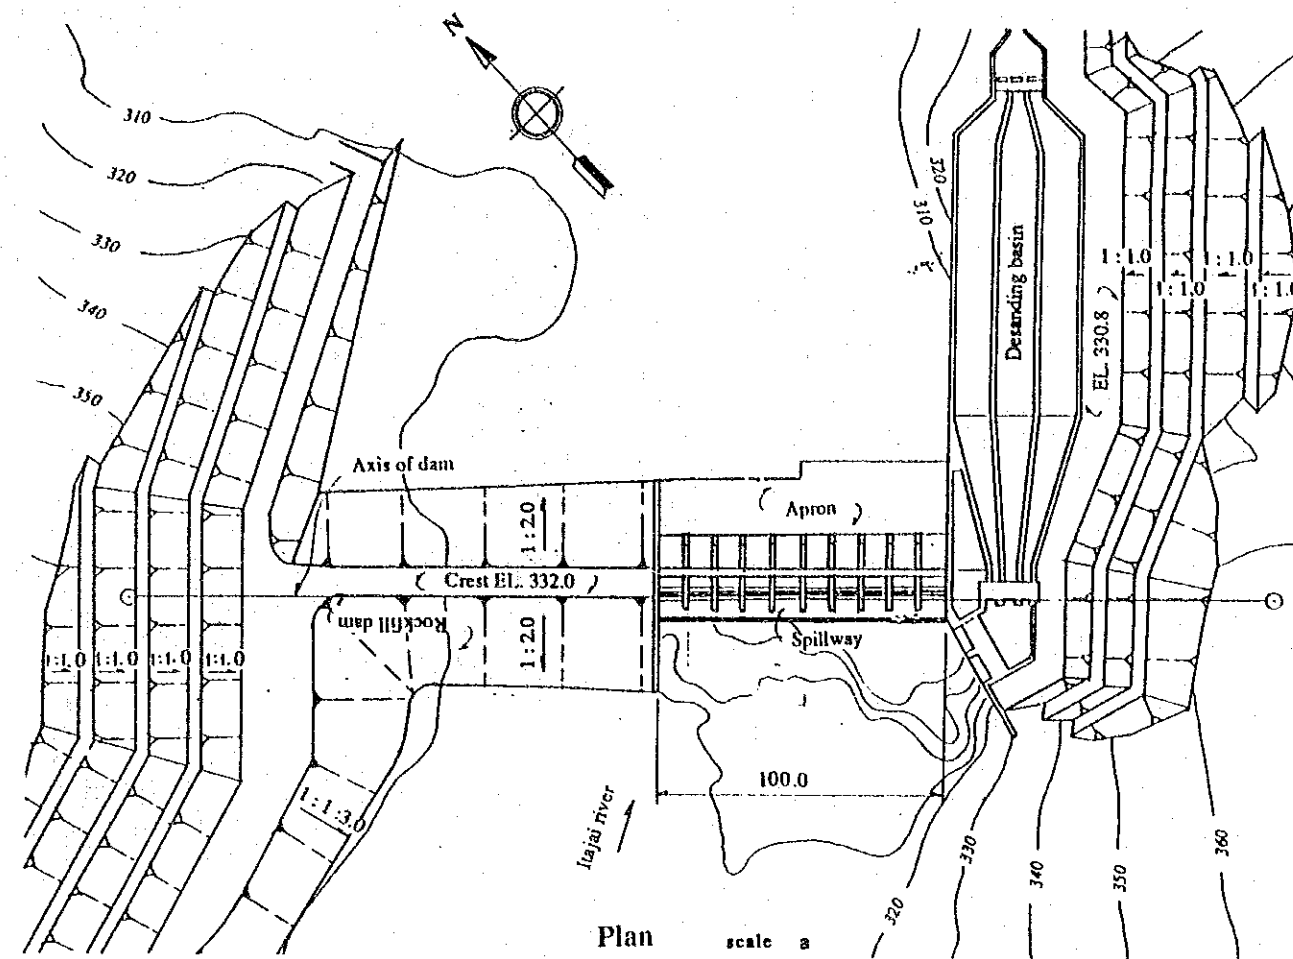 N
310
320
330
340
350
320
310
Desanding basin
EL. 330.8
1 : 1.0
1 : 1.0
1 : 1.0
1 : 1.0
Axis of dam
1 : 2.0
Apron
Crest EL. 332.0
Rockfill dam
1 : 2.0
Spillway
1:1.0
1:1.0
1:1.0
1:1.0
100.0
1 : 1 : 3.0
Itajai river
320
330
340
350
360
Plan
scale a